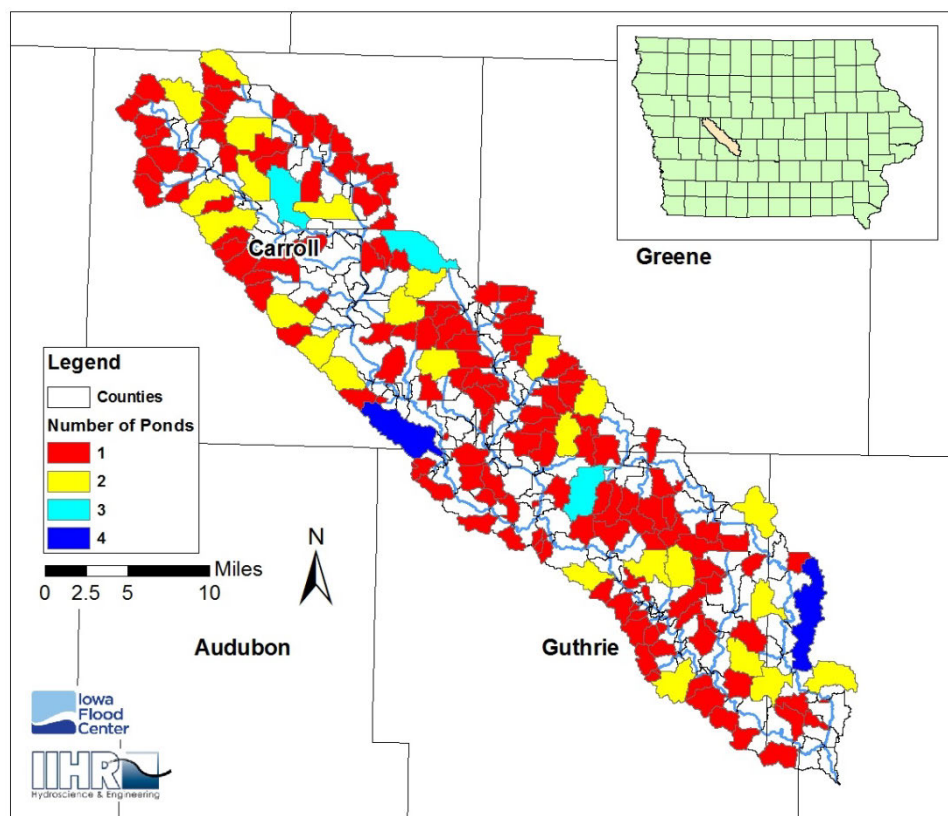 Carroll
Greene
Legend
Counties
Number of Ponds
1
2
3
4
Miles
0 2.5 5 10
N
Audubon
Guthrie
Iowa
Flood
Center
IIHR
Hydroscience & Engineering